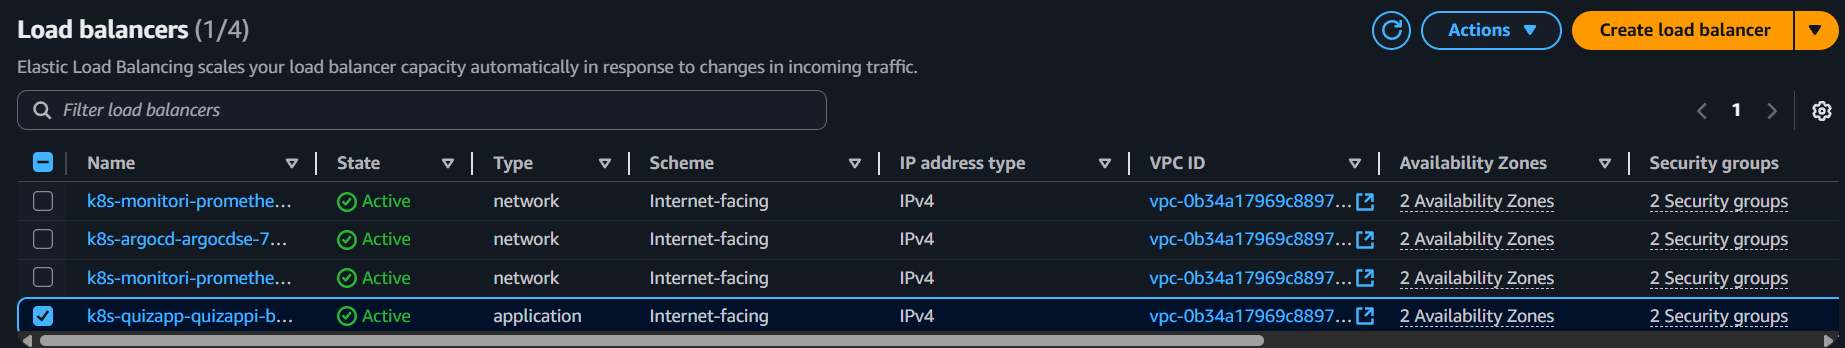 Load balancers (1/4)
Actions
Create load balancer
Elastic Load Balancing scales your load balancer capacity automatically in response to changes in incoming traffic.
Filter load balancers
1
Name State Type Scheme IP address type VPC ID Availability Zones Security groups
k8s-monitori-promethe... Active network Internet-facing IPv4 vpc-0b34a17969c8897... 2 Availability Zones 2 Security groups
k8s-argocd-argocdse-7... Active network Internet-facing IPv4 vpc-0b34a17969c8897... 2 Availability Zones 2 Security groups
k8s-monitori-promethe... Active network Internet-facing IPv4 vpc-0b34a17969c8897... 2 Availability Zones 2 Security groups
k8s-quizapp-quizappi-b... Active application Internet-facing IPv4 vpc-0b34a17969c8897... 2 Availability Zones 2 Security groups